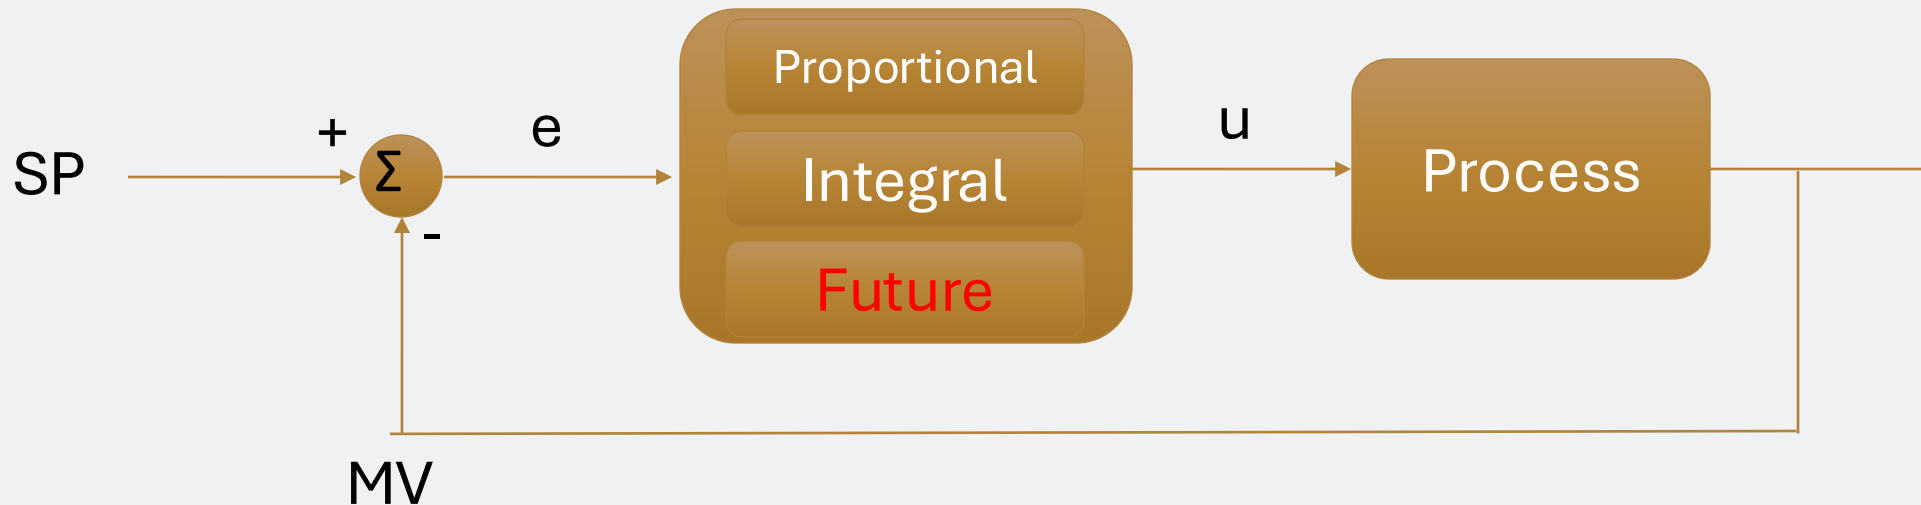 SP
+
Σ
-
e
Proportional
Integral
Future
u
Process
MV